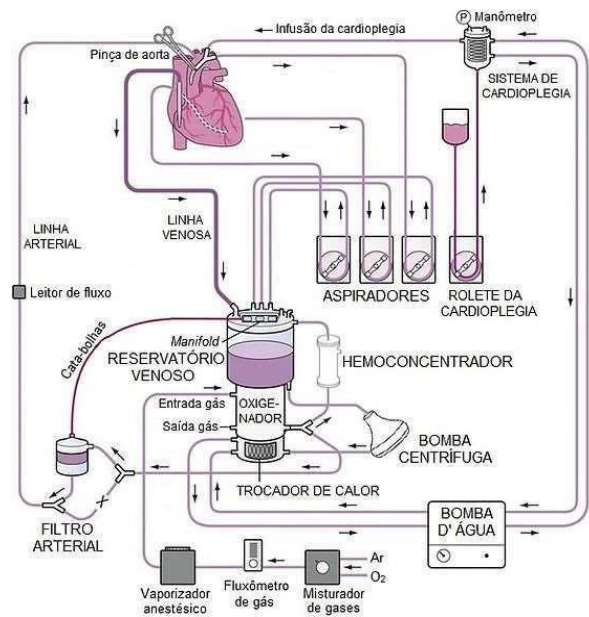 Infusão da cardioplegia
P
Manômetro
Pinça de aorta
SISTEMA DE
CARDIOPLEGIA
LINHA
VENOSA
LINHA
ARTERIAL
Leitor de fluxo
ASPIRADORES
ROLETE DA
CARDIOPLEGIA
Cata-bolhas
Manifold
RESERVATÓRIO
VENOSO
HEMOCONCENTRADOR
Entrada gás
OXIGE-
NADOR
Saída gás
BOMBA
CENTRÍFUGA
TROCADOR DE CALOR
FILTRO
ARTERIAL
X
BOMBA
D' ÁGUA
Vaporizador
anestésico
Fluxômetro
de gás
Misturador
de gases
Ar
O₂